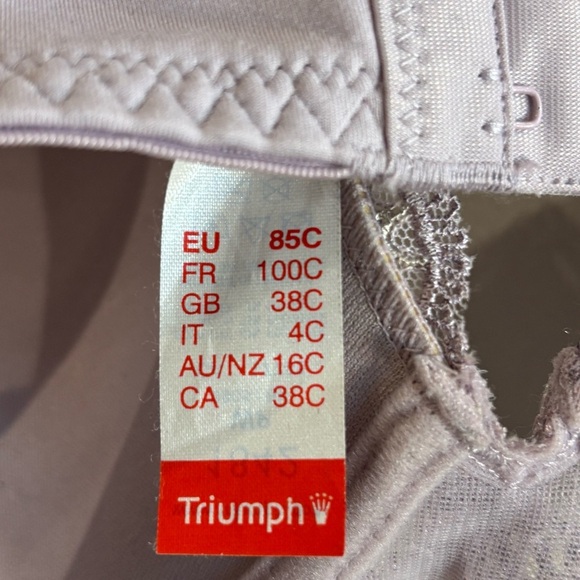 EU 85C
FR 100C
GB 38C
IT 4C
AU/NZ 16C
CA 38C
Triumph